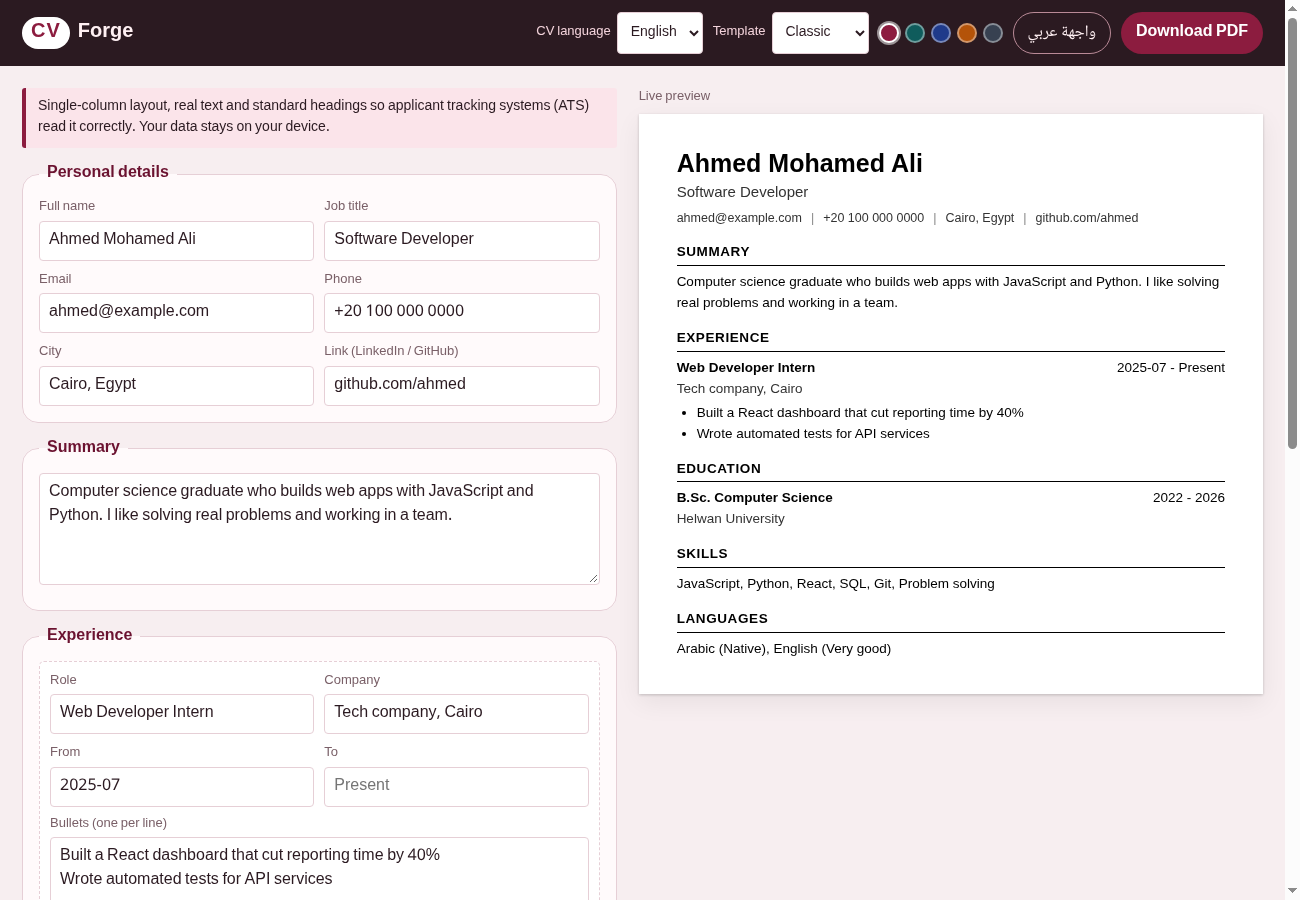 CV Forge
CV language English Template Classic واجهة عربي Download PDF
Single-column layout, real text and standard headings so applicant tracking systems (ATS)
read it correctly. Your data stays on your device.
Personal details
Full name Job title
Ahmed Mohamed Ali Software Developer
Email Phone
ahmed@example.com +20 100 000 0000
City Link (LinkedIn / GitHub)
Cairo, Egypt github.com/ahmed
Summary
Computer science graduate who builds web apps with JavaScript and
Python. I like solving real problems and working in a team.
Experience
Role Company
Web Developer Intern Tech company, Cairo
From To
2025-07 Present
Bullets (one per line)
Built a React dashboard that cut reporting time by 40%
Wrote automated tests for API services
Live preview
Ahmed Mohamed Ali
Software Developer
ahmed@example.com | +20 100 000 0000 | Cairo, Egypt | github.com/ahmed
SUMMARY
Computer science graduate who builds web apps with JavaScript and Python. I like solving
real problems and working in a team.
EXPERIENCE
Web Developer Intern 2025-07 - Present
Tech company, Cairo
• Built a React dashboard that cut reporting time by 40%
• Wrote automated tests for API services
EDUCATION
B.Sc. Computer Science 2022 - 2026
Helwan University
SKILLS
JavaScript, Python, React, SQL, Git, Problem solving
LANGUAGES
Arabic (Native), English (Very good)